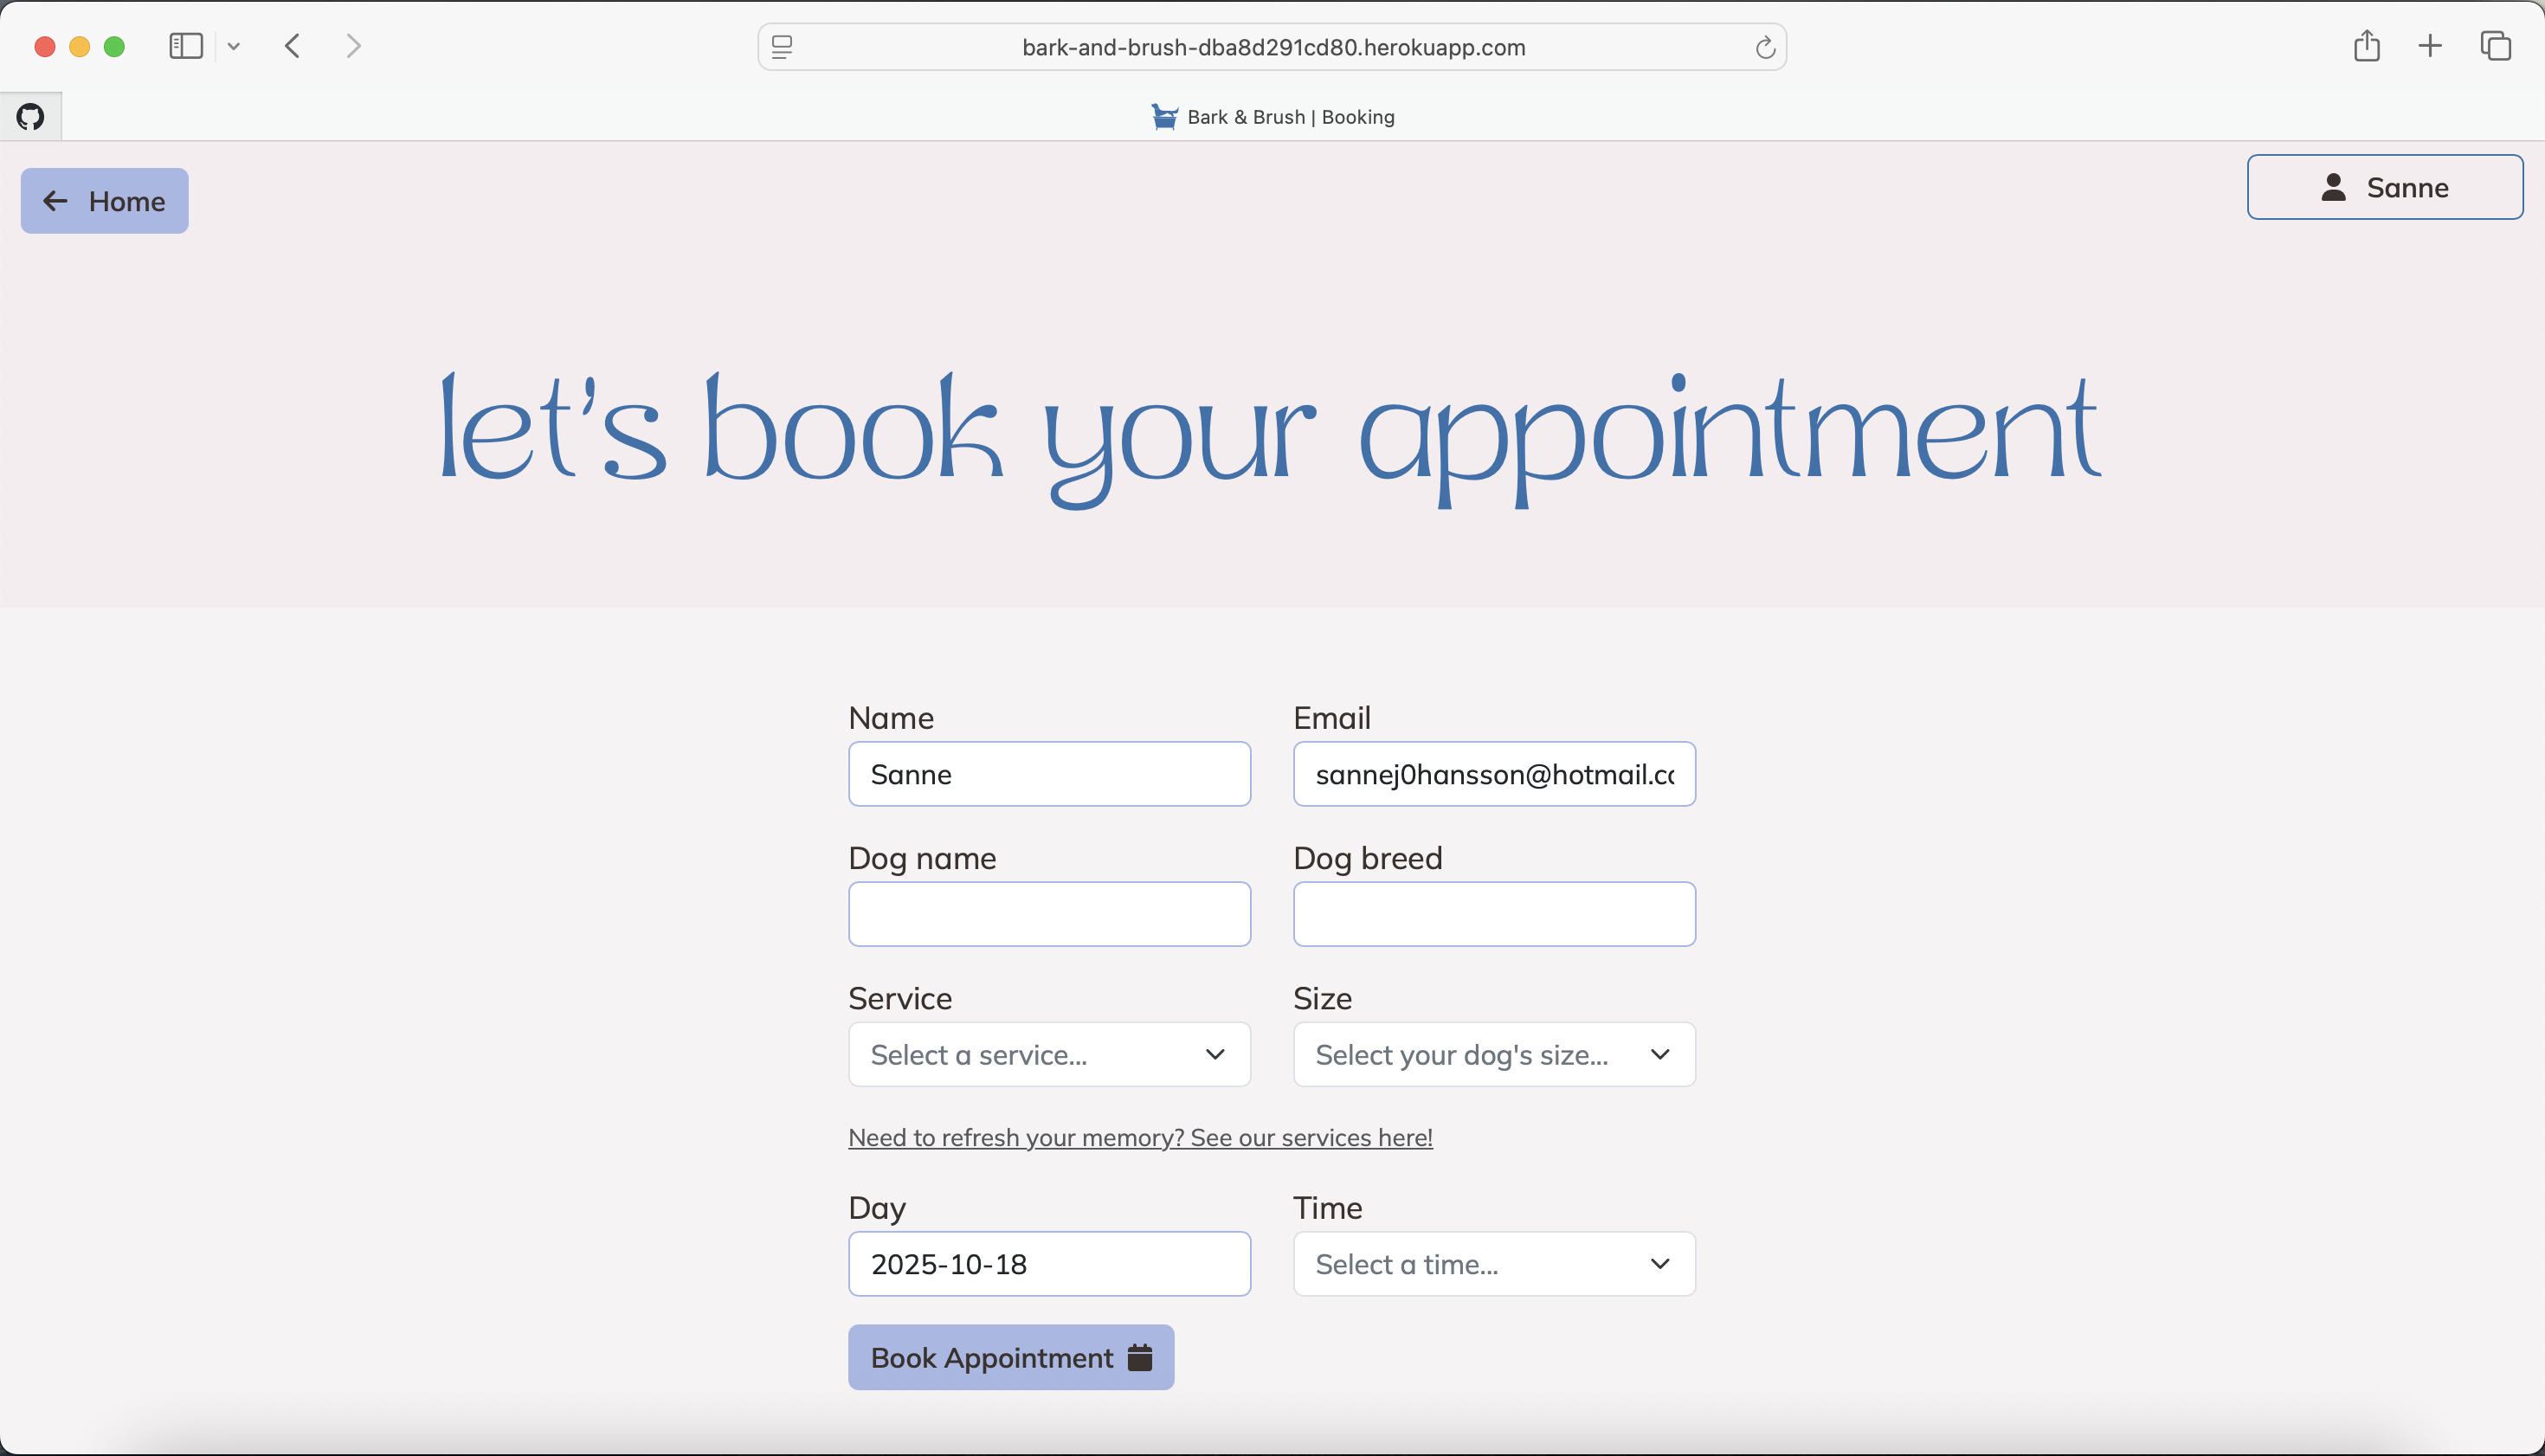 bark-and-brush-dba8d291cd80.herokuapp.com
Bark & Brush | Booking
Home
Sanne
let's book your appointment
Name Email
Sanne sannej0hansson@hotmail.co
Dog name Dog breed
Service Size
Select a service... Select your dog's size...
Need to refresh your memory? See our services here!
Day Time
2025-10-18 Select a time...
Book Appointment